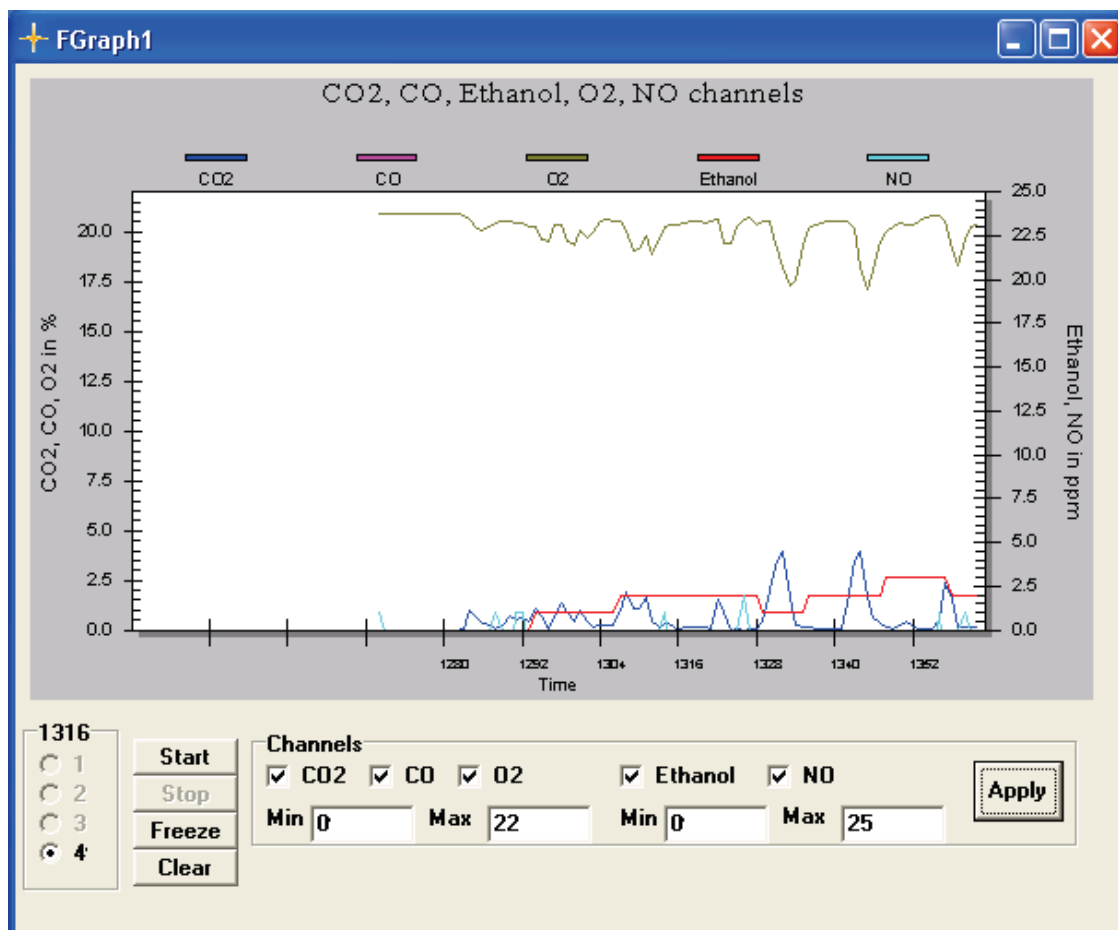 FGraph1
CO2, CO, Ethanol, O2, NO channels
CO2 CO O2 Ethanol NO
CO2, CO, O2 in %
20.0
17.5
15.0
12.5
10.0
7.5
5.0
2.5
0.0
25.0
22.5
20.0
17.5
15.0
12.5
10.0
7.5
5.0
2.5
0.0
Ethanol, NO in ppm
1280 1292 1304 1316 1328 1340 1352
Time
1316
1
2
3
4
Start
Stop
Freeze
Clear
Channels
CO2 CO O2 Ethanol NO
Min 0 Max 22 Min 0 Max 25
Apply